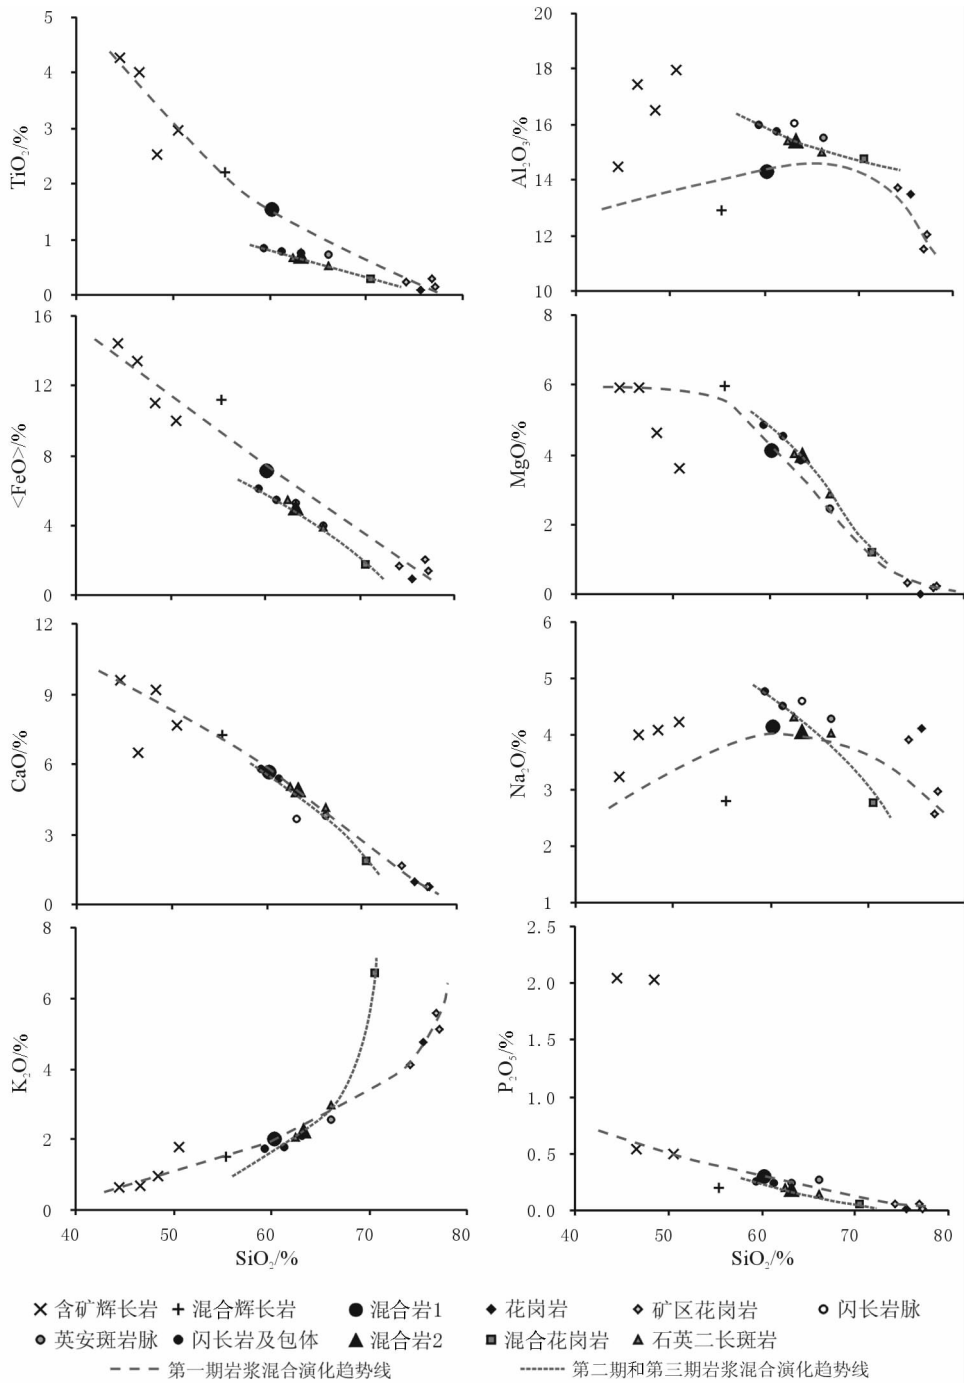 TiO₂/%
5
4
3
2
1
0
Al₂O₃/%
20
18
16
14
12
10
<FeO>/%
16
12
8
4
0
MgO/%
8
6
4
2
0
CaO/%
12
9
6
3
0
Na₂O/%
6
5
4
3
2
1
K₂O/%
8
6
4
2
0
40 50 60 70 80
SiO₂/%
P₂O₅/%
2.5
2.0
1.5
1.0
0.5
0.0
40 50 60 70 80
SiO₂/%
含矿辉长岩 混合辉长岩 混合岩1 花岗岩 矿区花岗岩 闪长岩脉
英安斑岩脉 闪长岩及包体 混合岩2 混合花岗岩 石英二长斑岩
第一期岩浆混合演化趋势线 第二期和第三期岩浆混合演化趋势线